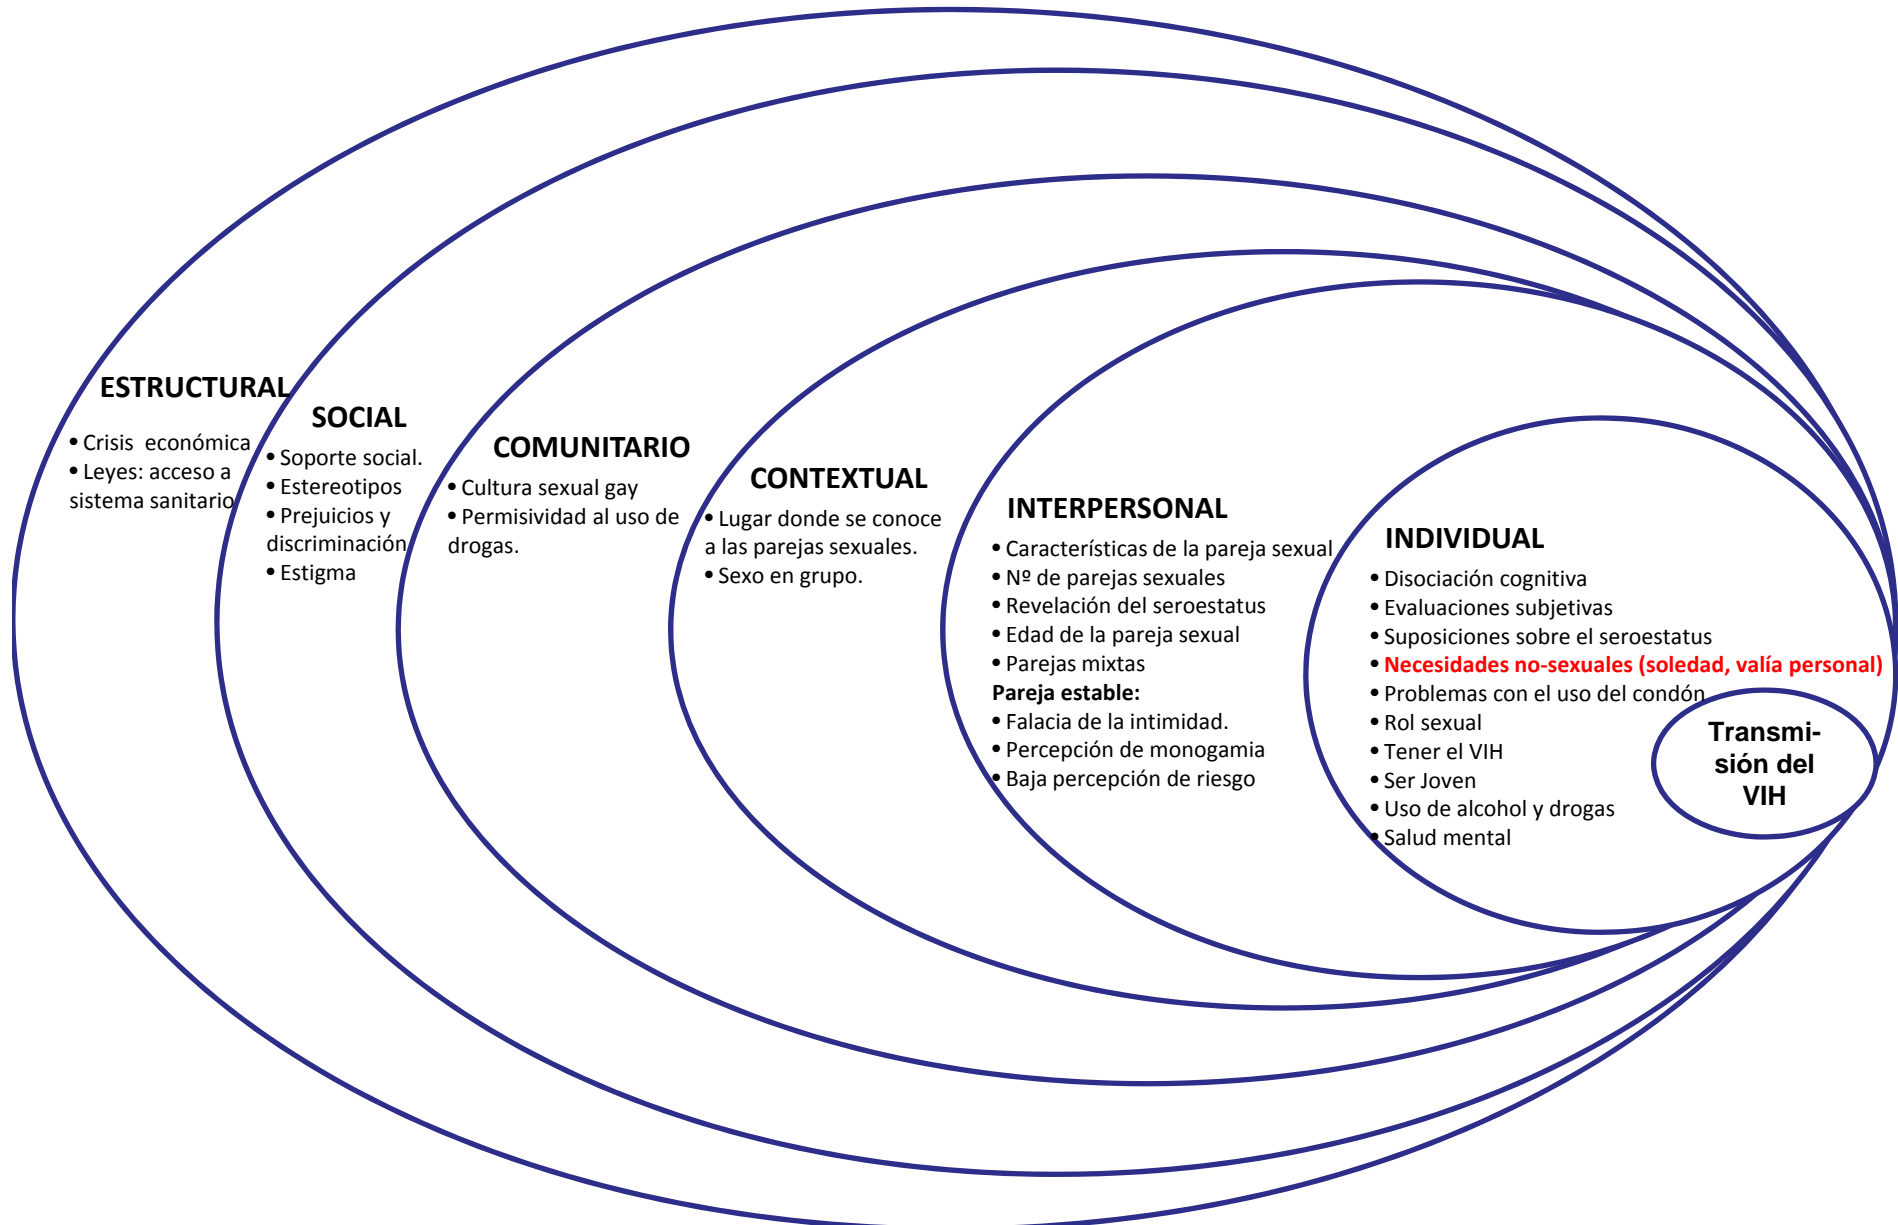 ESTRUCTURAL
• Crisis económica
• Leyes: acceso a
sistema sanitario
SOCIAL
• Soporte social.
• Estereotipos
• Prejuicios y
discriminación
• Estigma
COMUNITARIO
• Cultura sexual gay
• Permisividad al uso de
drogas.
CONTEXTUAL
• Lugar donde se conoce
a las parejas sexuales.
• Sexo en grupo.
INTERPERSONAL
• Características de la pareja sexual
• Nº de parejas sexuales
• Revelación del seroestatus
• Edad de la pareja sexual
• Parejas mixtas
Pareja estable:
• Falacia de la intimidad.
• Percepción de monogamia
• Baja percepción de riesgo
INDIVIDUAL
• Disociación cognitiva
• Evaluaciones subjetivas
• Suposiciones sobre el seroestatus
• Necesidades no-sexuales (soledad, valía personal)
• Problemas con el uso del condón
• Rol sexual
• Tener el VIH
• Ser Joven
• Uso de alcohol y drogas
• Salud mental
Transmi-
sión del
VIH